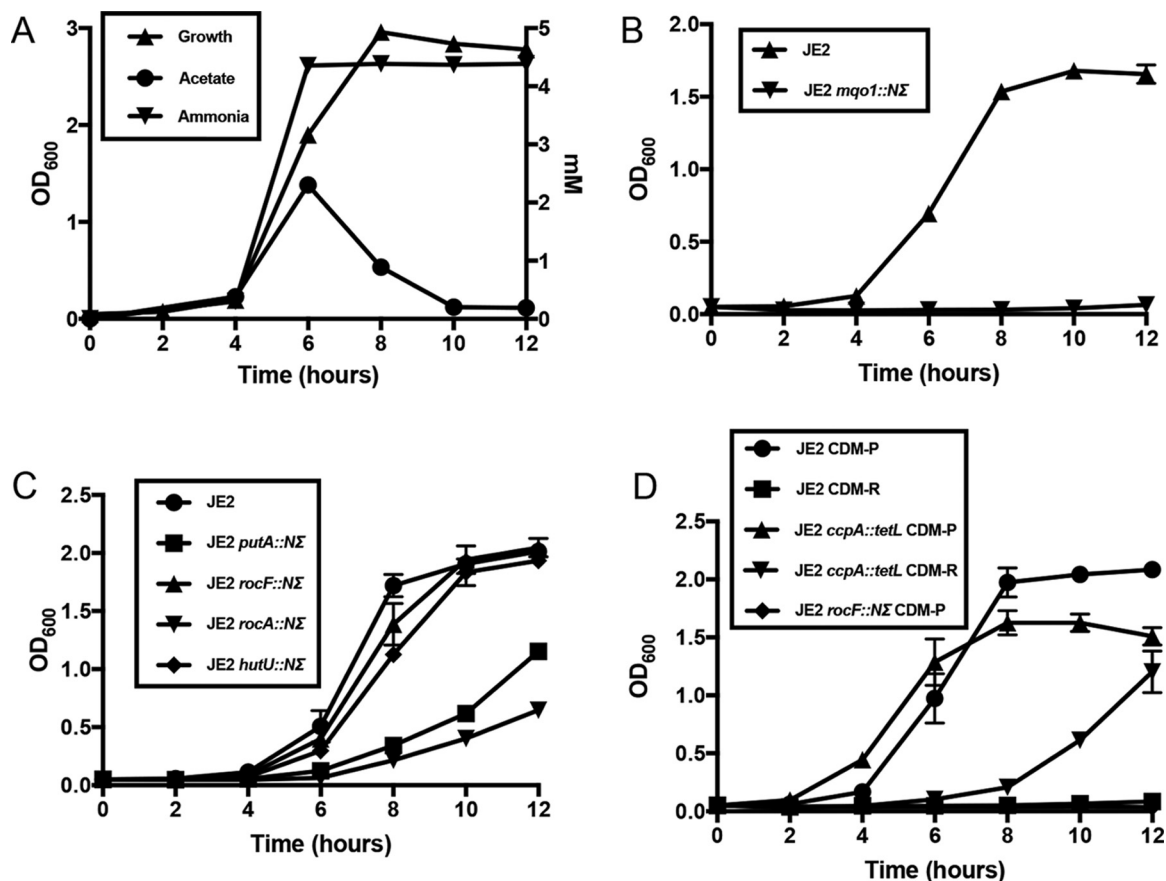 A
Growth
Acetate
Ammonia
OD600
3
2
1
0
5
4
3
2
1
0
mM
0 2 4 6 8 10 12
Time (hours)
B
JE2
JE2 mqo1::NΣ
OD600
2.0
1.5
1.0
0.5
0.0
0 2 4 6 8 10 12
Time (hours)
C
JE2
JE2 putA::NΣ
JE2 rocF::NΣ
JE2 rocA::NΣ
JE2 hutU::NΣ
OD600
2.5
2.0
1.5
1.0
0.5
0.0
0 2 4 6 8 10 12
Time (hours)
D
JE2 CDM-P
JE2 CDM-R
JE2 ccpA::tetL CDM-P
JE2 ccpA::tetL CDM-R
JE2 rocF::NΣ CDM-P
OD600
2.5
2.0
1.5
1.0
0.5
0.0
0 2 4 6 8 10 12
Time (hours)